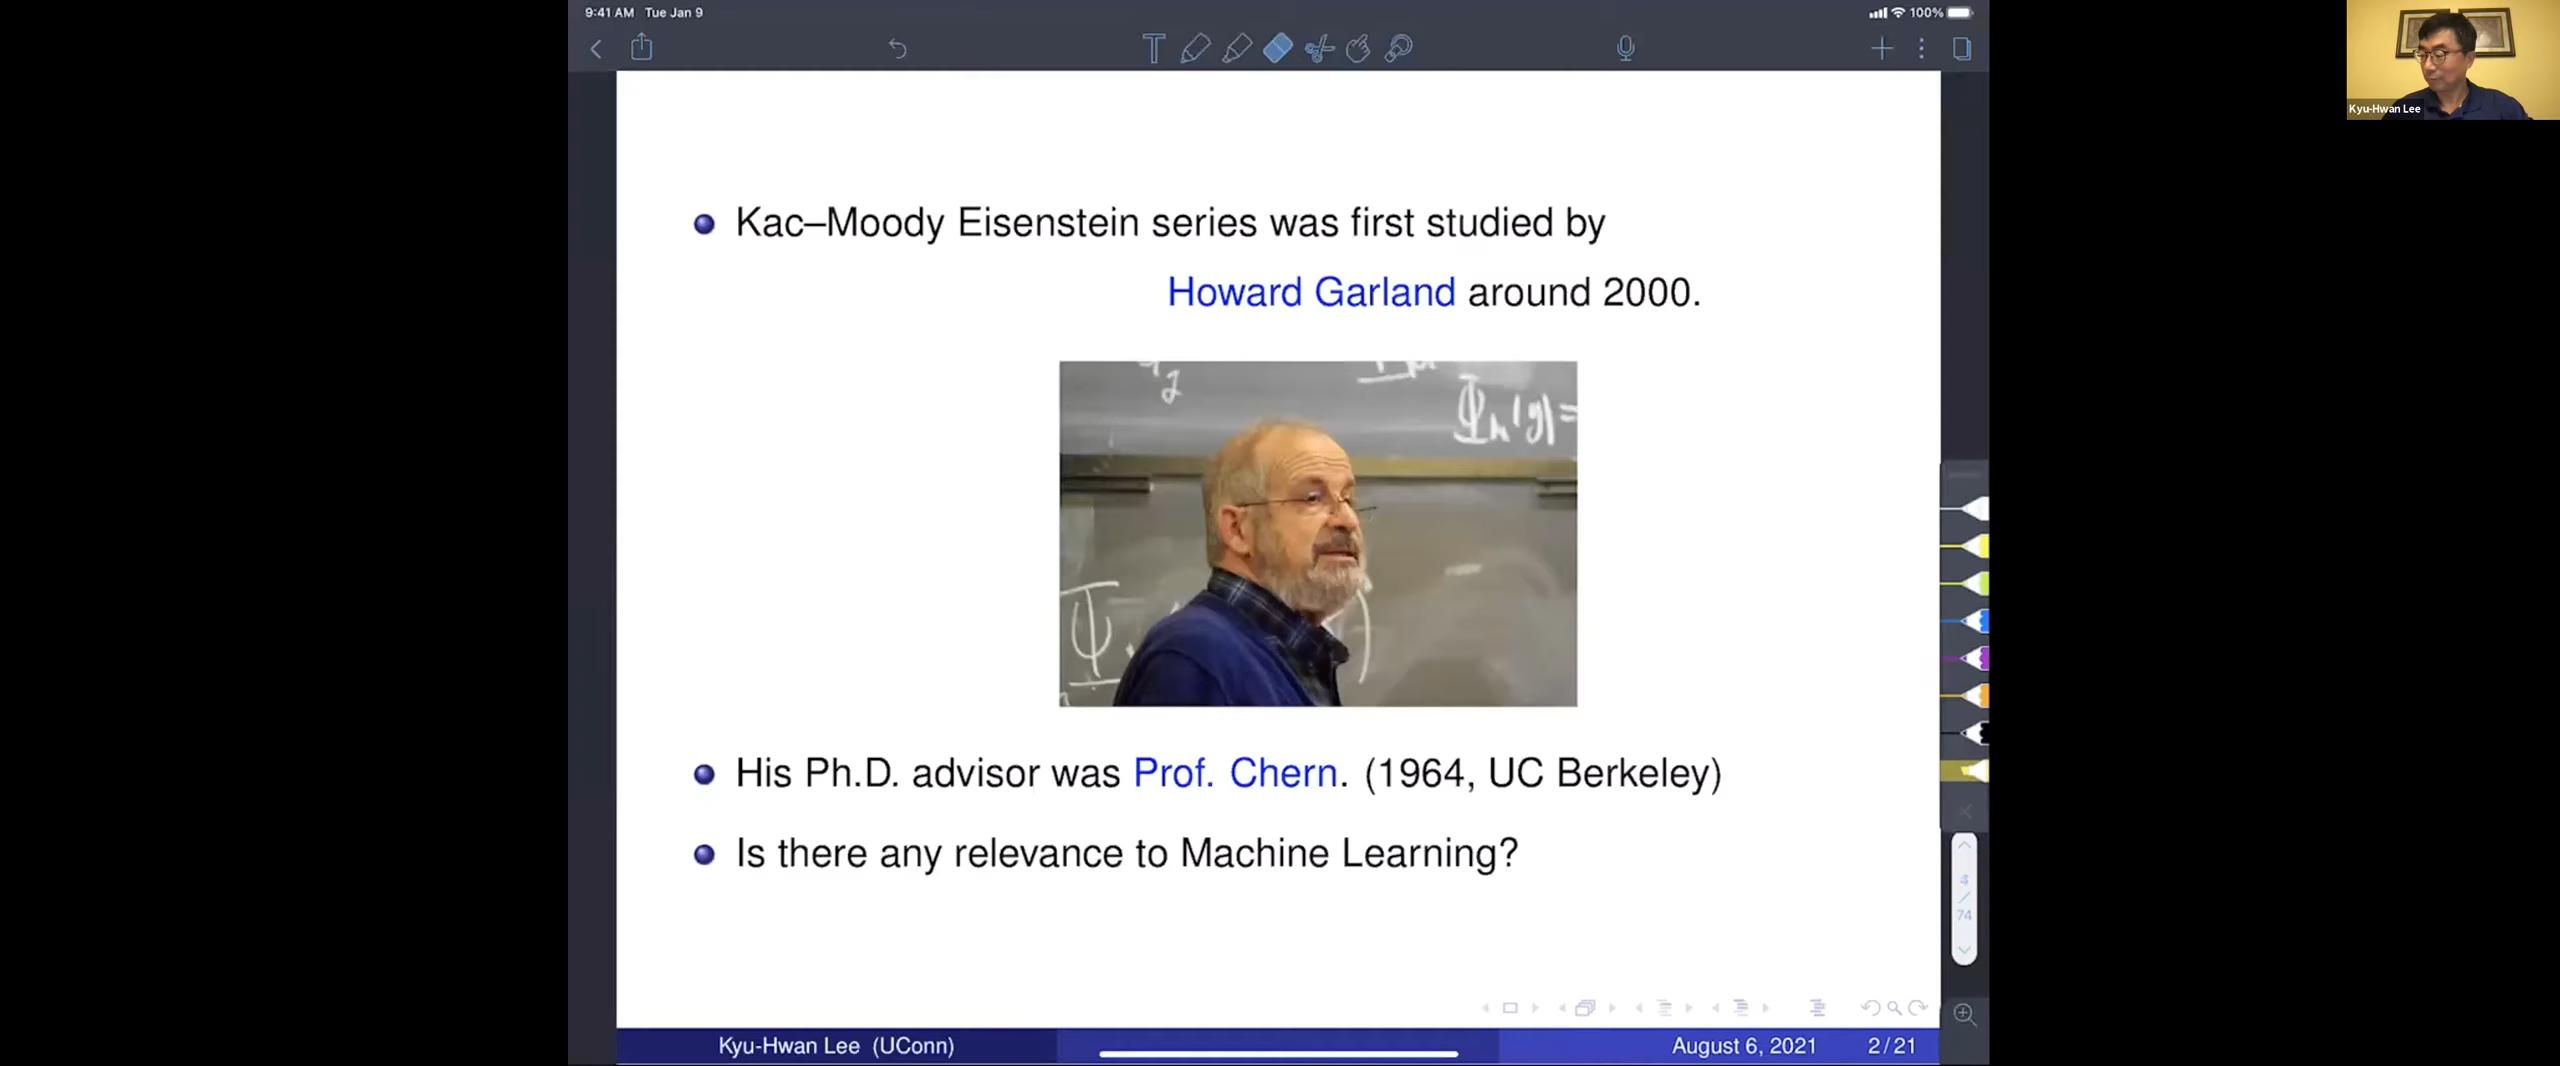 9:41 AM Tue Jan 9
100%
Kyu-Hwan Lee
Kac–Moody Eisenstein series was first studied by
Howard Garland around 2000.
His Ph.D. advisor was Prof. Chern. (1964, UC Berkeley)
Is there any relevance to Machine Learning?
74
Kyu-Hwan Lee (UConn)
August 6, 2021
2 / 21